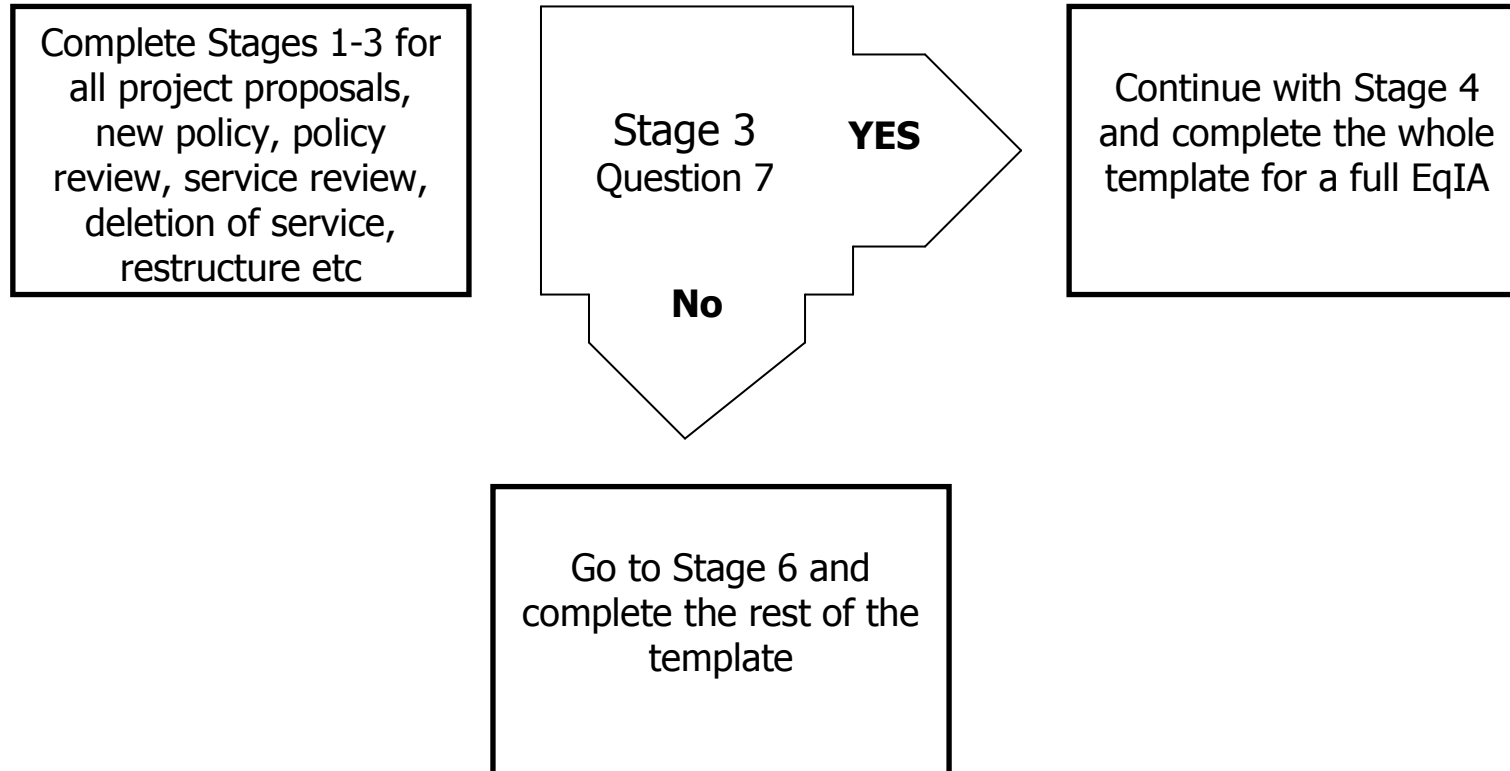 Complete Stages 1-3 for
all project proposals,
new policy, policy
review, service review,
deletion of service,
restructure etc
Stage 3
Question 7
YES
No
Continue with Stage 4
and complete the whole
template for a full EqIA
Go to Stage 6 and
complete the rest of the
template